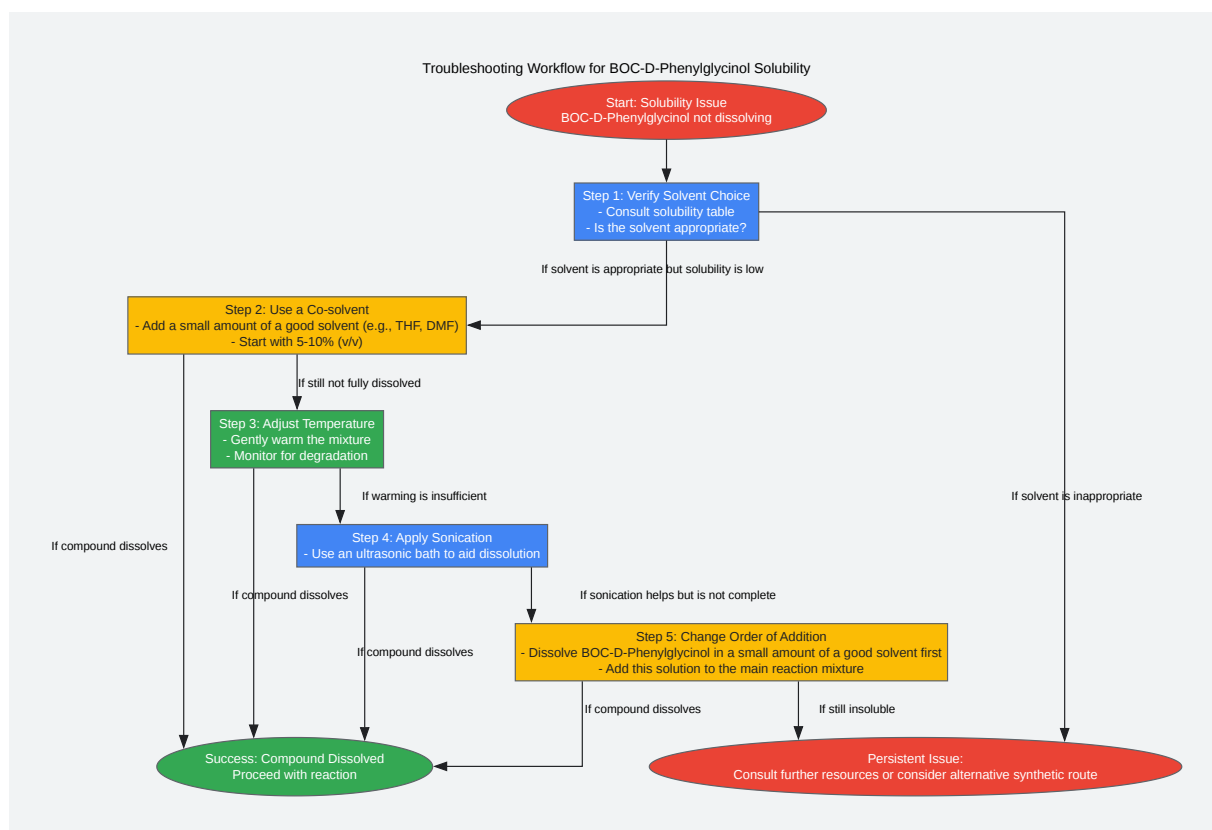 Troubleshooting Workflow for BOC-D-Phenylglycinol Solubility
Start: Solubility Issue
BOC-D-Phenylglycinol not dissolving
Step 1: Verify Solvent Choice
- Consult solubility table
- Is the solvent appropriate?
If solvent is appropriate but solubility is low
Step 2: Use a Co-solvent
- Add a small amount of a good solvent (e.g., THF, DMF)
- Start with 5-10% (v/v)
If still not fully dissolved
Step 3: Adjust Temperature
- Gently warm the mixture
- Monitor for degradation
If warming is insufficient
If solvent is inappropriate
Step 4: Apply Sonication
- Use an ultrasonic bath to aid dissolution
If compound dissolves
If compound dissolves
If sonication helps but is not complete
Step 5: Change Order of Addition
- Dissolve BOC-D-Phenylglycinol in a small amount of a good solvent first
- Add this solution to the main reaction mixture
If compound dissolves
If compound dissolves
If still insoluble
Success: Compound Dissolved
Proceed with reaction
Persistent Issue:
Consult further resources or consider alternative synthetic route